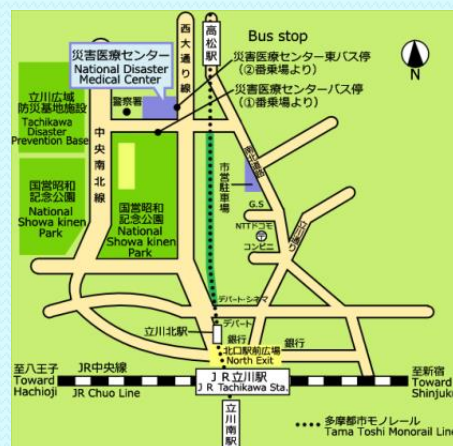 災害医療センター
National Disaster
Medical Center
西大通り線
高松駅
Bus stop
災害医療センター東バス停
(②番乗場より)
災害医療センターバス停
(①番乗場より)
N
立川広域
防災基地施設
Tachikawa
Disaster
Prevention Base
警察署
中央南北線
国営昭和
記念公園
National
Showa kinen
Park
国営昭和
記念公園
National
Showa kinen
Park
南北道路
市営駐車場
G.S
NTTドコモ
コンビニ
立川通り
デパート・シネマ
立川北駅
デパート
銀行
銀行
北口駅前広場
North Exit
至八王子
Toward
Hachioji
JR中央線
JR Chuo Line
JR立川駅
JR Tachikawa Sta.
至新宿
Toward
Shinjuku
立川南駅
多摩都市モノレール
Tama Toshi Monorail Line